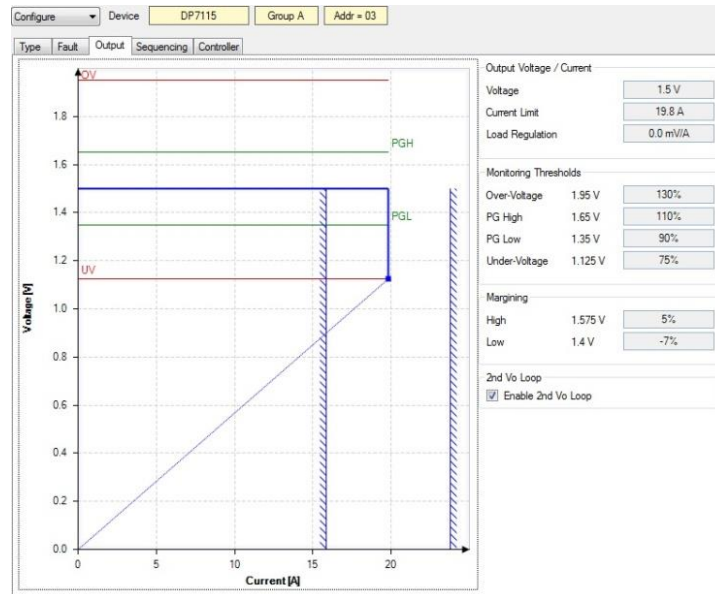 Configure Device DP7115 Group A Addr = 03
Type Fault Output Sequencing Controller
OV
PGH
PGL
UV
1.8
1.6
1.4
1.2
1.0
0.8
0.6
0.4
0.2
0.0
Voltage [V]
0 5 10 15 20
Current [A]
Output Voltage / Current
Voltage 1.5 V
Current Limit 19.8 A
Load Regulation 0.0 mV/A
Monitoring Thresholds
Over-Voltage 1.95 V 130%
PG High 1.65 V 110%
PG Low 1.35 V 90%
Under-Voltage 1.125 V 75%
Margining
High 1.575 V 5%
Low 1.4 V -7%
2nd Vo Loop
Enable 2nd Vo Loop